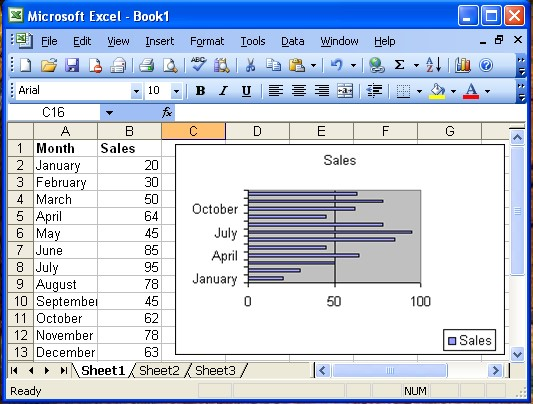 Microsoft Excel - Book1
File Edit View Insert Format Tools Data Window Help
Arial 10 B I U
C16 fx
A B C D E F G
1 Month Sales
2 January 20
3 February 30
4 March 50
5 April 64
6 May 45
7 June 85
8 July 95
9 August 78
10 September 45
11 October 62
12 November 78
13 December 63
Sales
October
July
April
January
0 50 100
Sales
Sheet1 Sheet2 Sheet3
Ready NUM